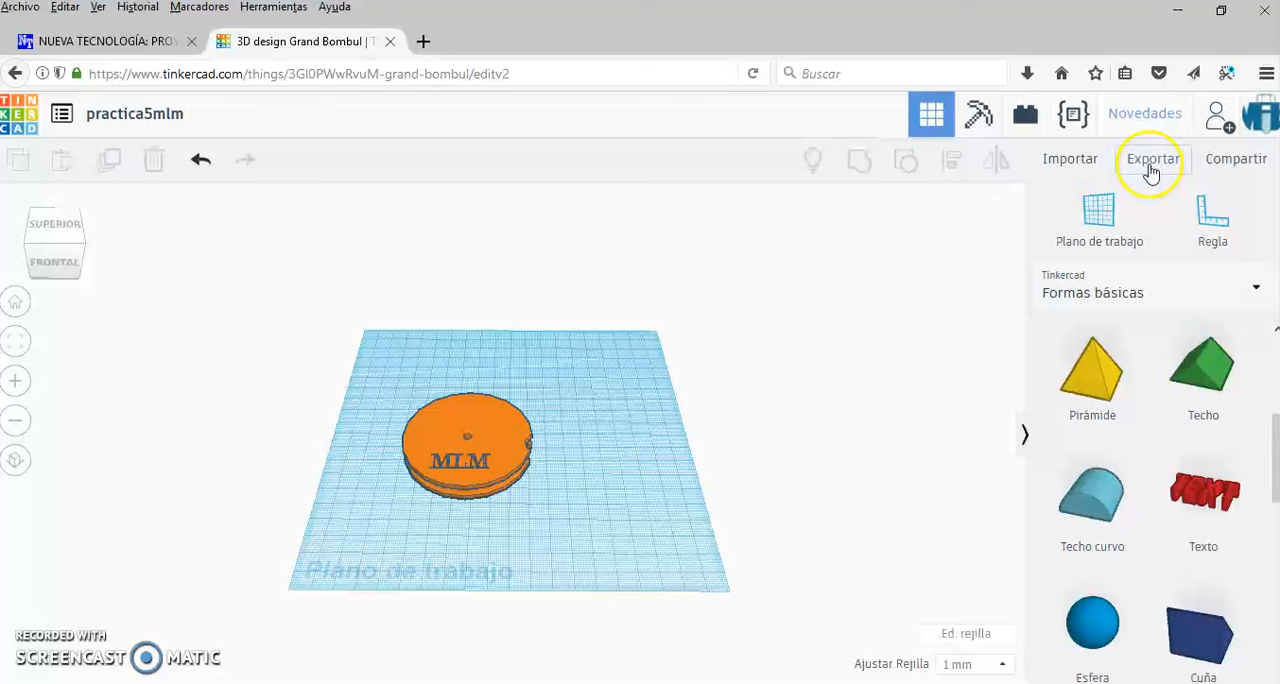 Archivo Editar Ver Historial Marcadores Herramientas Ayuda
NUEVA TECNOLOGÍA: PRO 3D design Grand Bombul | T
https://www.tinkercad.com/things/3Gl0PWwRvuM-grand-bombul/editv2 Buscar
TIN
KER
CAD
practica5mlm Novedades
Importar Exportar Compartir
SUPERIOR
FRONTAL
Plano de trabajo Regla
Tinkercad
Formas básicas
Pirámide Techo
MLM
TEXT
Techo curvo Texto
Plano de trabajo
Ed. rejilla
Ajustar Rejilla 1 mm
Esfera Cuña
RECORDED WITH
SCREENCAST MATIC